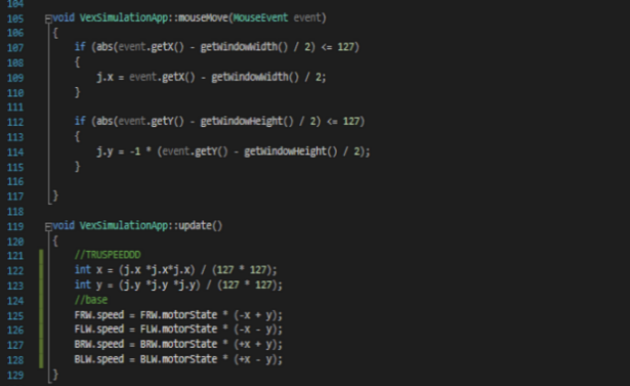 104
105 void VexSimulationApp::mouseMove(MouseEvent event)
106 {
107 if (abs(event.getX() - getWindowWidth() / 2) <= 127)
108 {
109 j.x = event.getX() - getWindowWidth() / 2;
110 }
111
112 if (abs(event.getY() - getWindowHeight() / 2) <= 127)
113 {
114 j.y = -1 * (event.getY() - getWindowHeight() / 2);
115 }
116
117 }
118
119 void VexSimulationApp::update()
120 {
121 //TRUSPEEDDD
122 int x = (j.x *j.x*j.x) / (127 * 127);
123 int y = (j.y *j.y *j.y) / (127 * 127);
124 //base
125 FRW.speed = FRW.motorState * (-x + y);
126 FLW.speed = FLW.motorState * (-x - y);
127 BRW.speed = BRW.motorState * (+x + y);
128 BLW.speed = BLW.motorState * (+x - y);
129 }